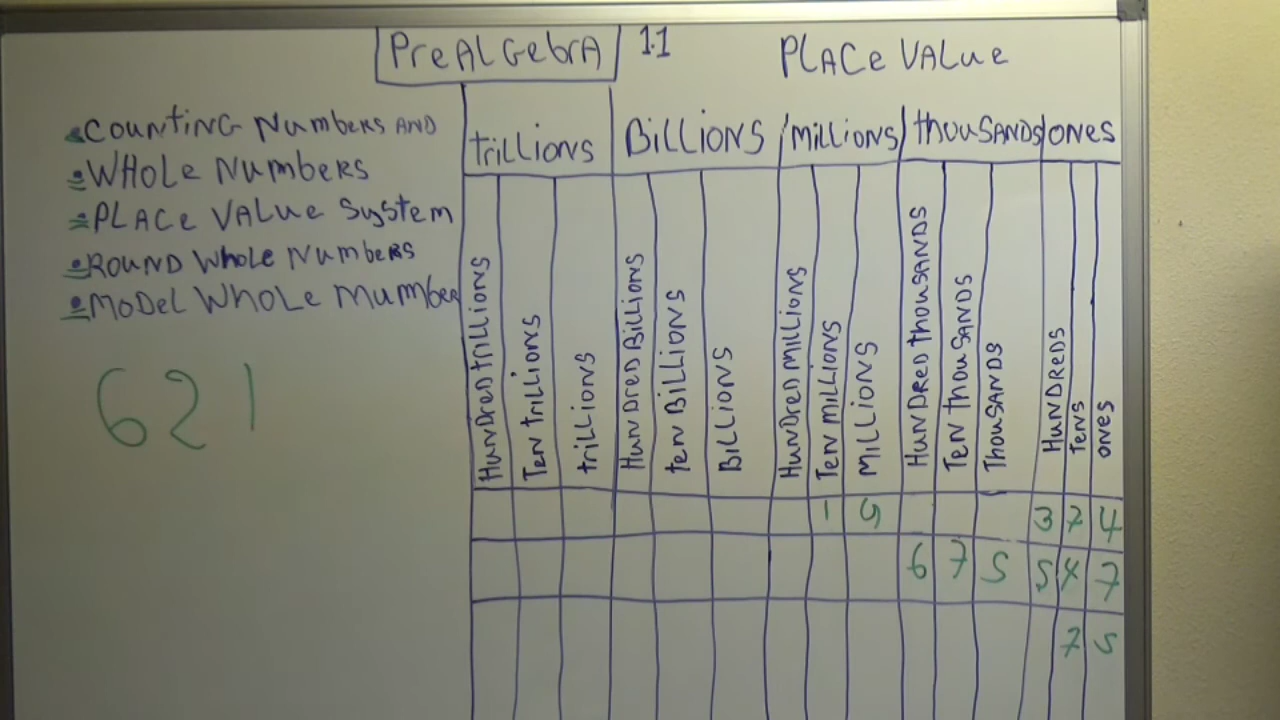 PreALGebrA 1.1 PLACe VALUe
COUNTiNG NumbeRS AND
WHOLe NUmbeRS
PLACe VALUe System
ROUND WHOLe NUmbeRS
MODeL WHOLe MUmbeR
621
trillioNS BillioNS millioNS thouSANDS oNeS
HUNDReD trillioNS
TeN trillioNS
trillioNS
HUNDReD BillioNS
teN BillioNS
BillioNS
HUNDReD millioNS
TeN millioNS
MillioNS
HUNDReD thouSANDS
TeN thouSANDS
ThouSANDS
HUNDReDS
teNS
oNeS
1 3 7 4
6 7 5 5 4 7
7 5